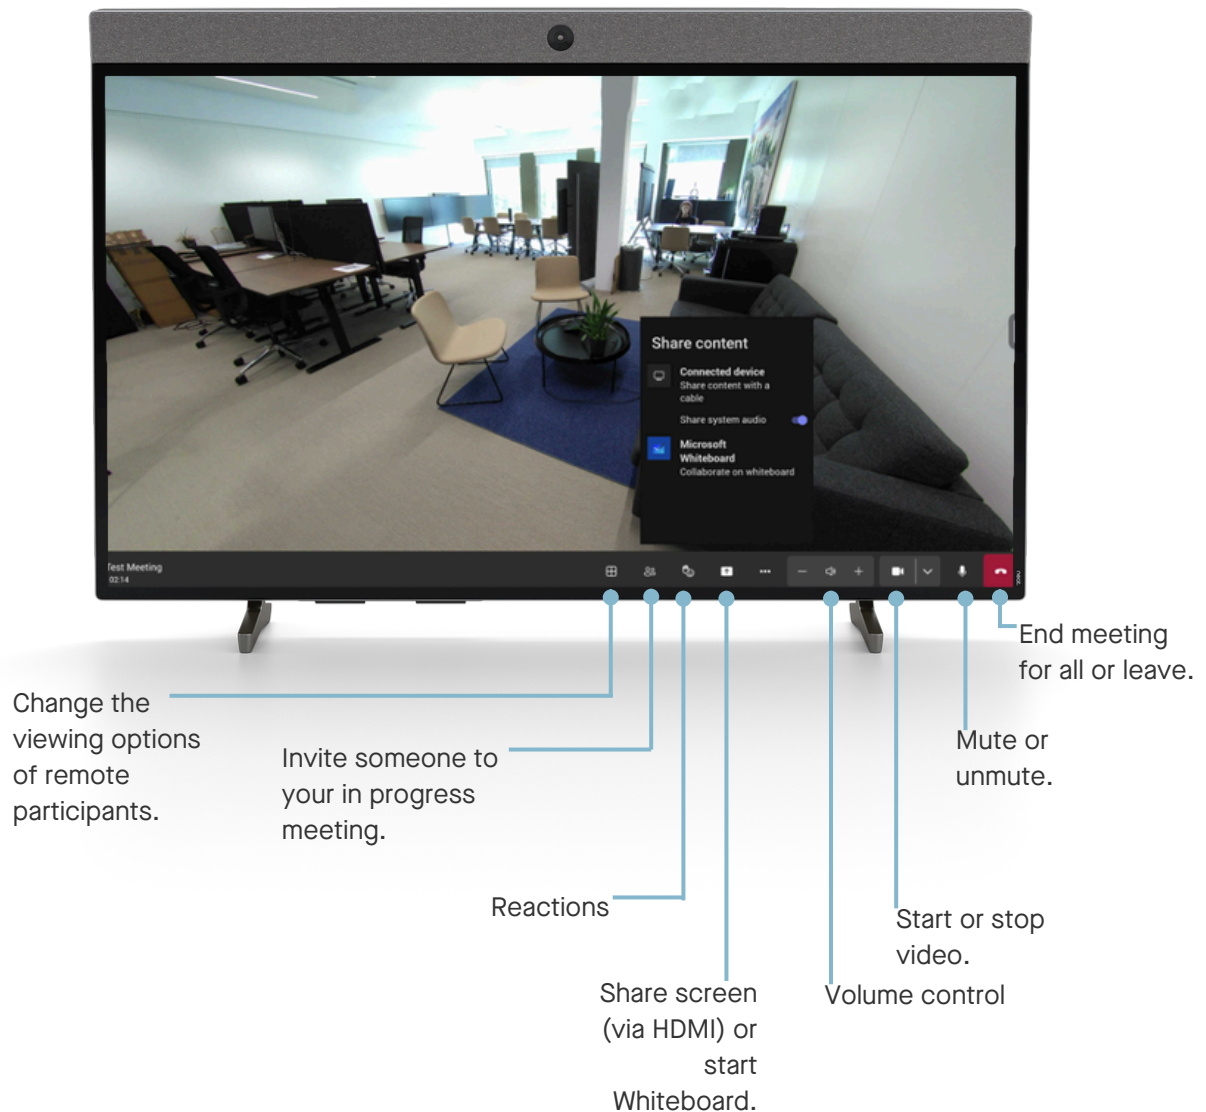 Share content
Connected device
Share content with a
cable
Share system audio
Microsoft
Whiteboard
Collaborate on whiteboard
Test Meeting
02:14
neat
End meeting
for all or leave.
Change the
viewing options
of remote
participants.
Invite someone to
your in progress
meeting.
Mute or
unmute.
Reactions
Start or stop
video.
Share screen
(via HDMI) or
start
Whiteboard.
Volume control